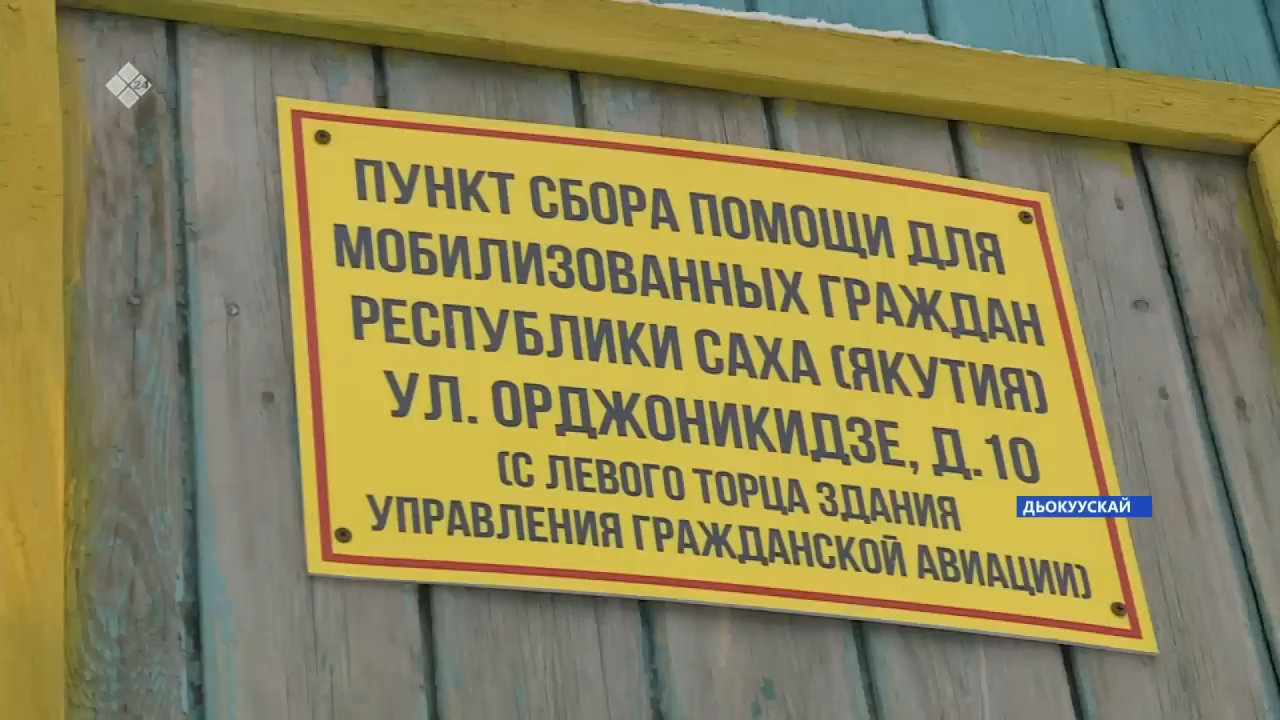 24
ПУНКТ СБОРА ПОМОЩИ ДЛЯ
МОБИЛИЗОВАННЫХ ГРАЖДАН
РЕСПУБЛИКИ САХА (ЯКУТИЯ)
УЛ. ОРДЖОНИКИДЗЕ, Д.10
(С ЛЕВОГО ТОРЦА ЗДАНИЯ
УПРАВЛЕНИЯ ГРАЖДАНСКОЙ АВИАЦИИ)
ДЬОКУУСКАЙ